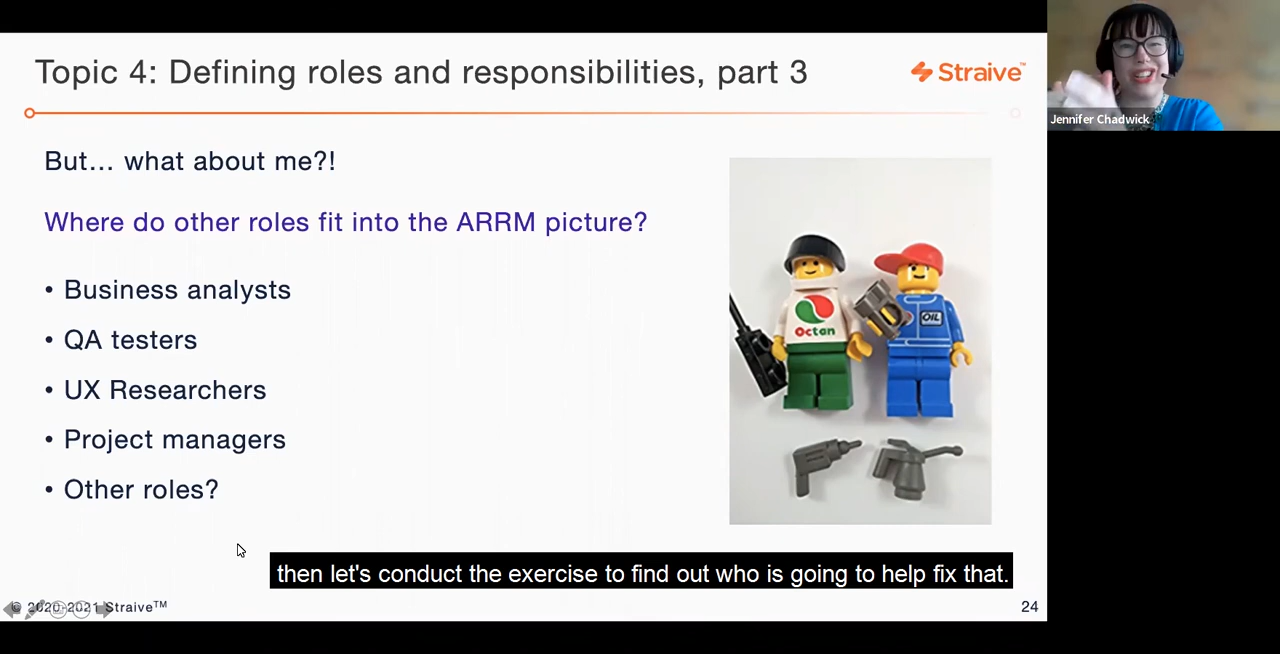 Topic 4: Defining roles and responsibilities, part 3
Straive™
Jennifer Chadwick
But... what about me?!
Where do other roles fit into the ARRM picture?
• Business analysts
• QA testers
• UX Researchers
• Project managers
• Other roles?
Octan
OIL
then let's conduct the exercise to find out who is going to help fix that.
© 2020-2021 Straive™
24